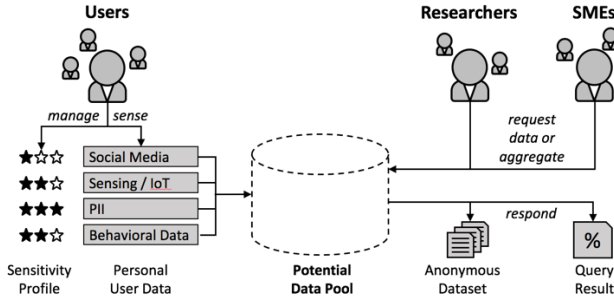 Users
Researchers
SMEs
manage
sense
request
data or
aggregate
Social Media
Sensing / IoT
PII
Behavioral Data
respond
%
Sensitivity
Profile
Personal
User Data
Potential
Data Pool
Anonymous
Dataset
Query
Result